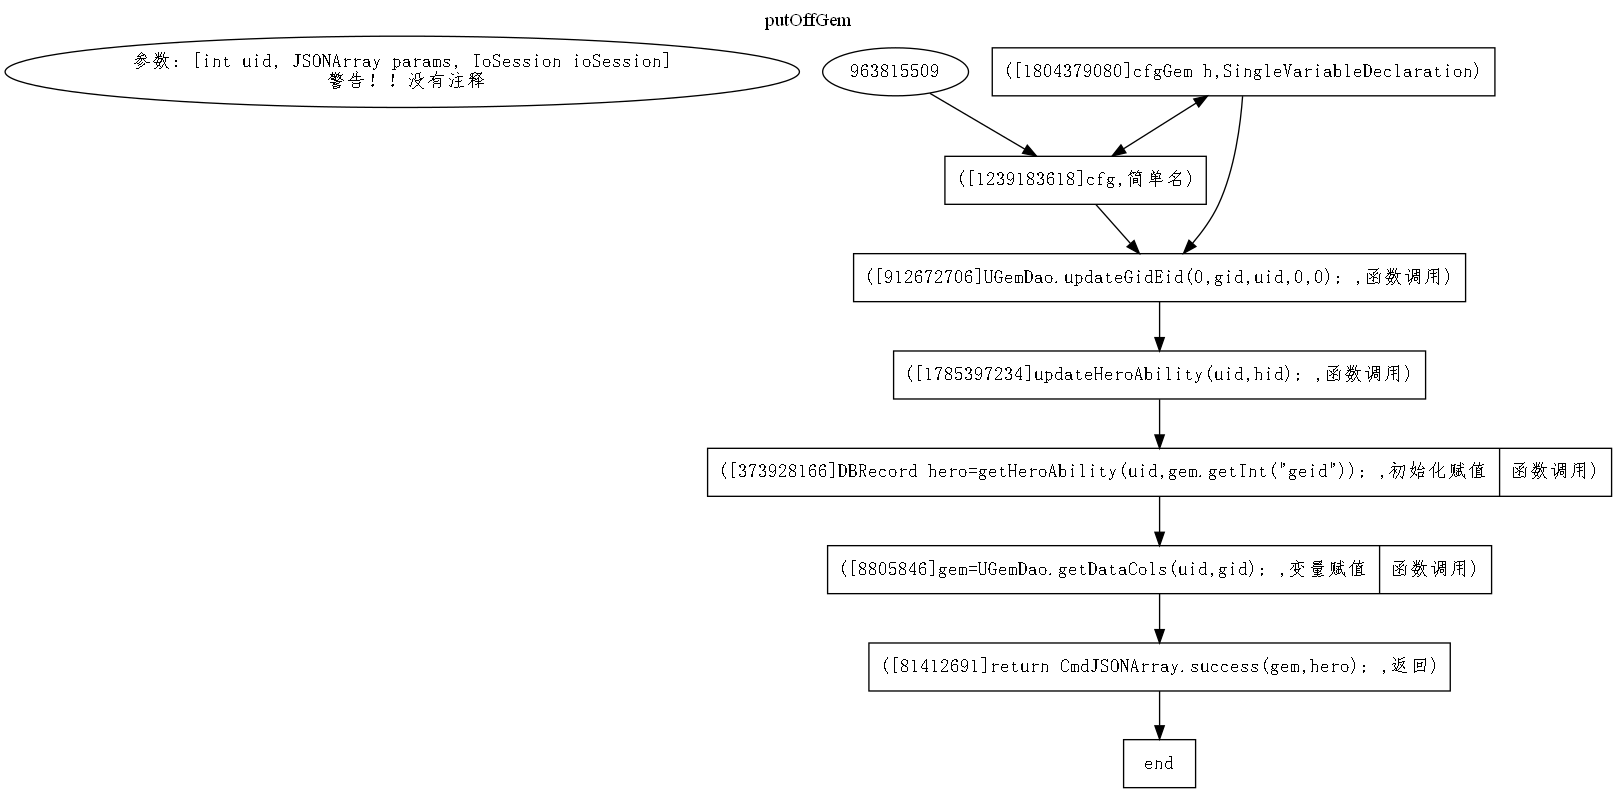 putOffGem
参数: [int uid, JSONArray params, IoSession ioSession]
警告！！没有注释
963815509
([1804379080]cfgGem h,SingleVariableDeclaration)
([1239183618]cfg,简单名)
([912672706]UGemDao.updateGidEid(0,gid,uid,0,0); ,函数调用)
([1785397234]updateHeroAbility(uid,hid); ,函数调用)
([373928166]DBRecord hero=getHeroAbility(uid,gem.getInt("geid")); ,初始化赋值 函数调用)
([8805846]gem=UGemDao.getDataCols(uid,gid); ,变量赋值 函数调用)
([81412691]return CmdJSONArray.success(gem,hero); ,返回)
end